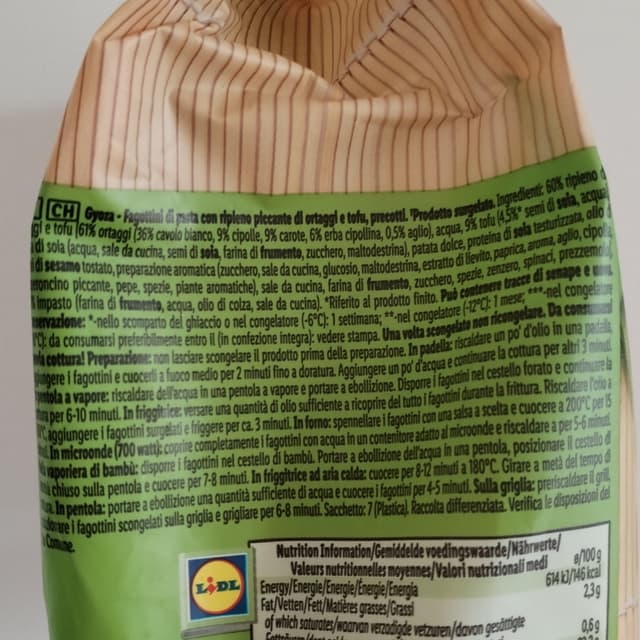 CH Gyoza - Fagottini di pasta con ripieno piccante di ortaggi e tofu, precotti. *Prodotto surgelato. Ingredienti: 60% ripieno
ggi e tofu (61% ortaggi (36% cavolo bianco, 9% cipolle, 9% carote, 6% erba cipollina, 0,5% aglio), acqua, 9% tofu (4,5%* semi di soia, acqua
di soia (acqua, sale da cucina, semi di soia, farina di frumento, zucchero, maltodestrina), patata dolce, proteina di soia testurizzata, olio
di sesamo tostato, preparazione aromatica (zucchero, sale da cucina, glucosio, maltodestrina, estratto di lievito, paprica, aroma, aglio, cipolla
peperoncino piccante, pepe, spezie, piante aromatiche), sale da cucina, farina di frumento, zucchero, spezie, zenzero, spinaci, prezzemolo
impasto (farina di frumento, acqua, olio di colza, sale da cucina). *Riferito al prodotto finito. Può contenere tracce di senape e uova.
servazione: *-nello scomparto del ghiaccio o nel congelatore (-6°C): 1 settimana; **-nel congelatore (-12°C): 1 mese; ***-nel congelatore
°C): da consumarsi preferibilmente entro il (in confezione integra): vedere stampa. Una volta scongelato non ricongelare. Da consumarsi
la cottura! Preparazione: non lasciare scongelare il prodotto prima della preparazione. In padella: riscaldare un po' d'olio in una padella,
ungere i fagottini e cuocerli a fuoco medio per 2 minuti fino a doratura. Aggiungere un po' d'acqua e continuare la cottura per altri 3 minuti.
entola a vapore: riscaldare dell'acqua in una pentola a vapore e portare a ebollizione. Disporre i fagottini nel cestello forato e continuare la
ura per 6-10 minuti. In friggitrice: versare una quantità di olio sufficiente a ricoprire del tutto i fagottini durante la frittura. Riscaldare l'olio a
°C, aggiungere i fagottini surgelati e friggere per ca. 3 minuti. In forno: spennellare i fagottini con una salsa a scelta e cuocere a 200°C per 15
. In microonde (700 watt): coprire completamente i fagottini con acqua in un contenitore adatto al microonde e riscaldare a per 5-6 minuti.
vaporiera di bambù: disporre i fagottini nel cestello di bambù. Portare a ebollizione dell'acqua in una pentola, posizionare il cestello di
chiuso sulla pentola e cuocere per 7-8 minuti. In friggitrice ad aria calda: cuocere per 8-12 minuti a 180°C. Girare a metà del tempo di
ura. In pentola: portare a ebollizione una quantità sufficiente di acqua e cuocere i fagottini per 4-5 minuti. Sulla griglia: preriscaldare il grill,
i fagottini scongelati sulla griglia e grigliare per 6-8 minuti. Sacchetto: 7 (Plastica). Raccolta differenziata. Verifica le disposizioni del
Comune.
LIDL
Nutrition Information/Gemiddelde voedingswaarde/Nährwerte/
Valeurs nutritionnelles moyennes/Valori nutrizionali medi ø/100 g
Energy/Energie/Énergie/Energie/Energia 614 kJ/146 kcal
Fat/Vetten/Fett/Matières grasses/Grassi 2,3 g
of which saturates/waarvan verzadigde vetzuren/davon gesättigte
0,6 g